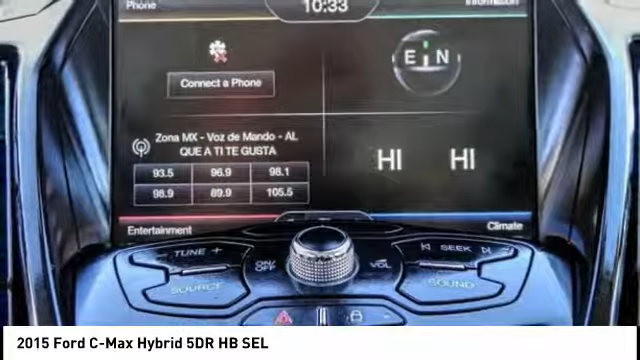 Phone
10:33
Information
Connect a Phone
E N
Zona MX - Voz de Mando - AL
QUE A TI TE GUSTA
93.5 96.9 98.1
98.9 89.9 105.5
HI HI
Entertainment
Climate
- TUNE +
SOURCE
ON/
OFF
VOL
SEEK
SOUND
2015 Ford C-Max Hybrid 5DR HB SEL